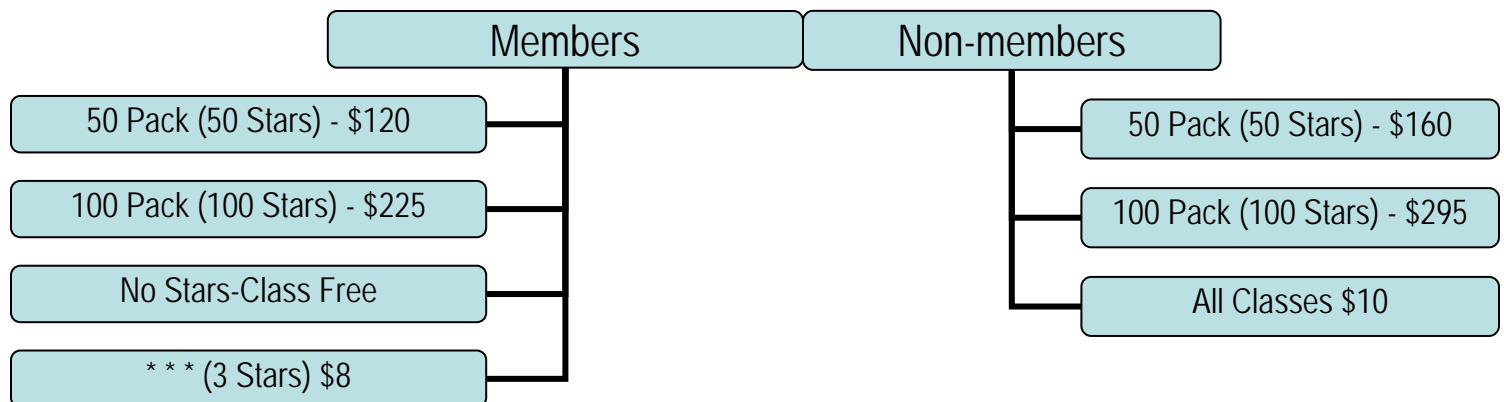 Members
Non-members
50 Pack (50 Stars) - $120
100 Pack (100 Stars) - $225
No Stars-Class Free
* * * (3 Stars) $8
50 Pack (50 Stars) - $160
100 Pack (100 Stars) - $295
All Classes $10